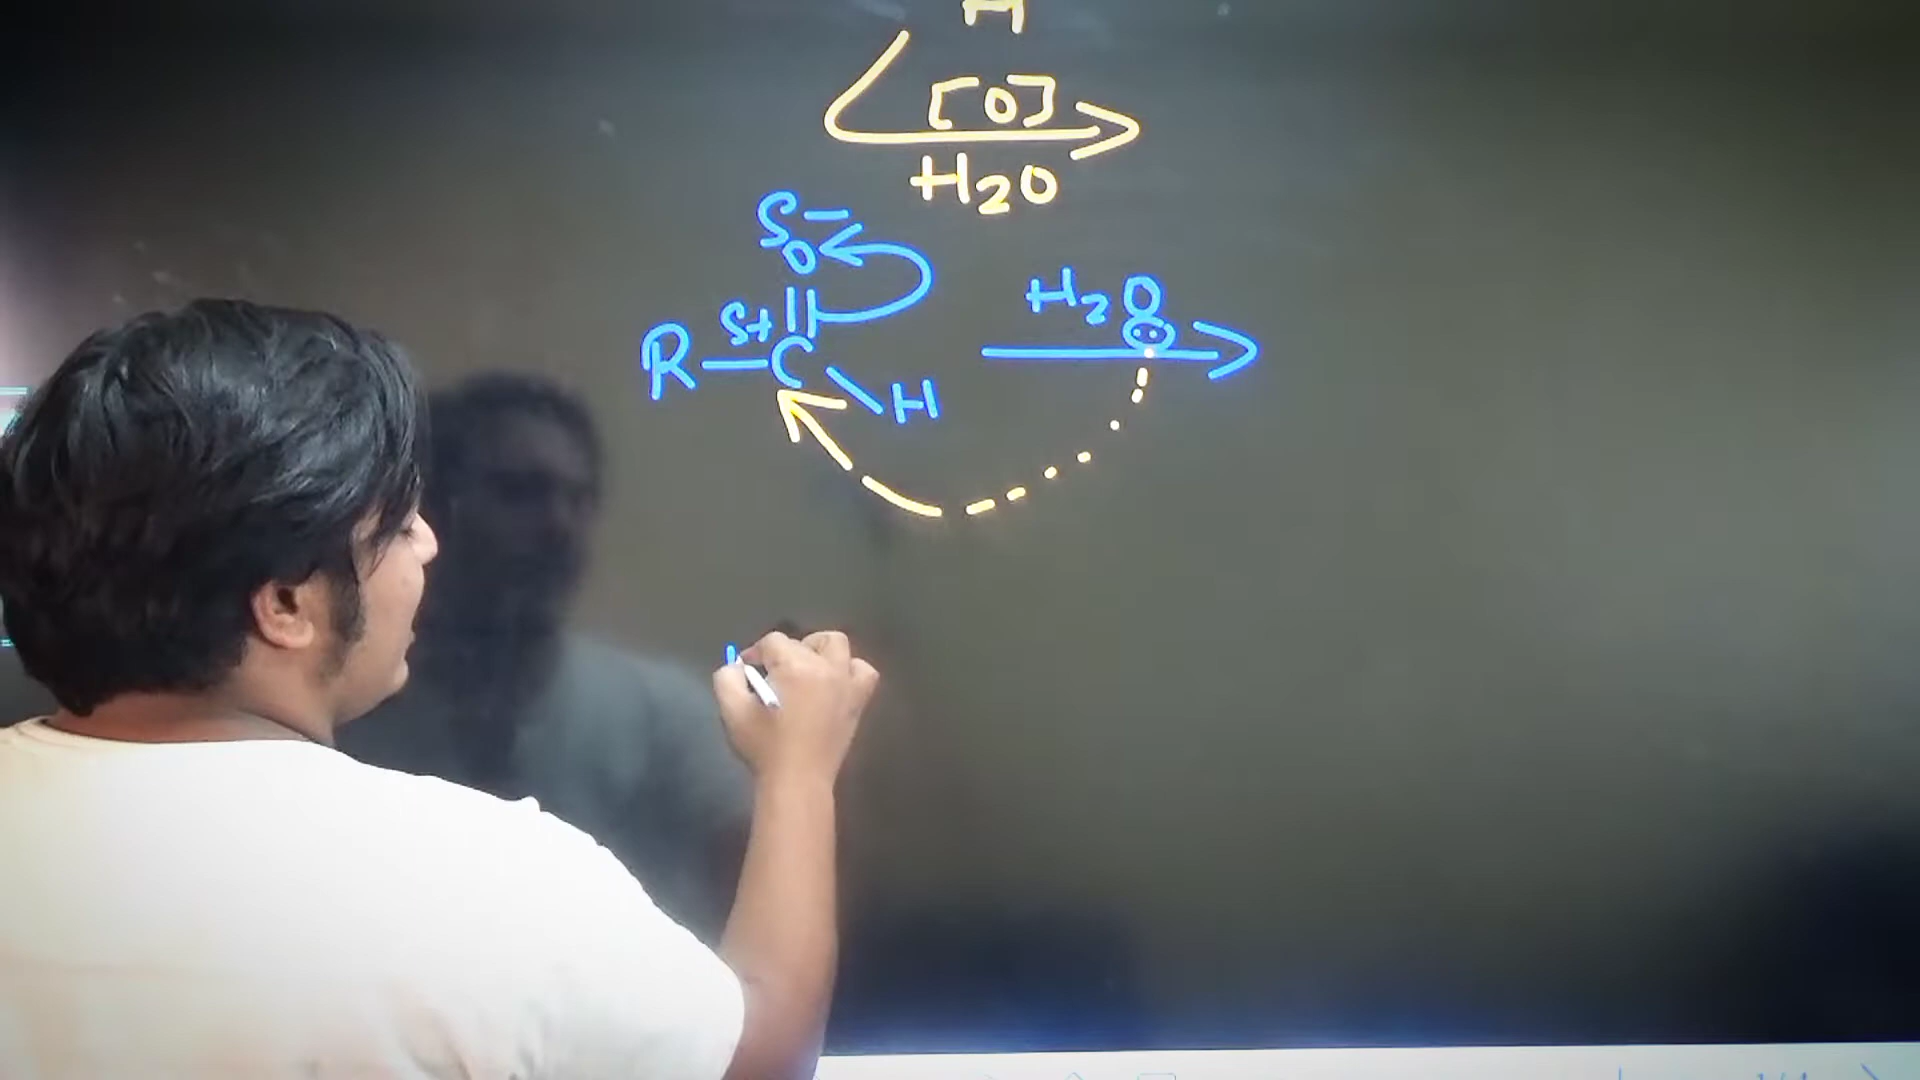 H
[O]
H2O
δ-
O
δ+
R-C
H
H2O